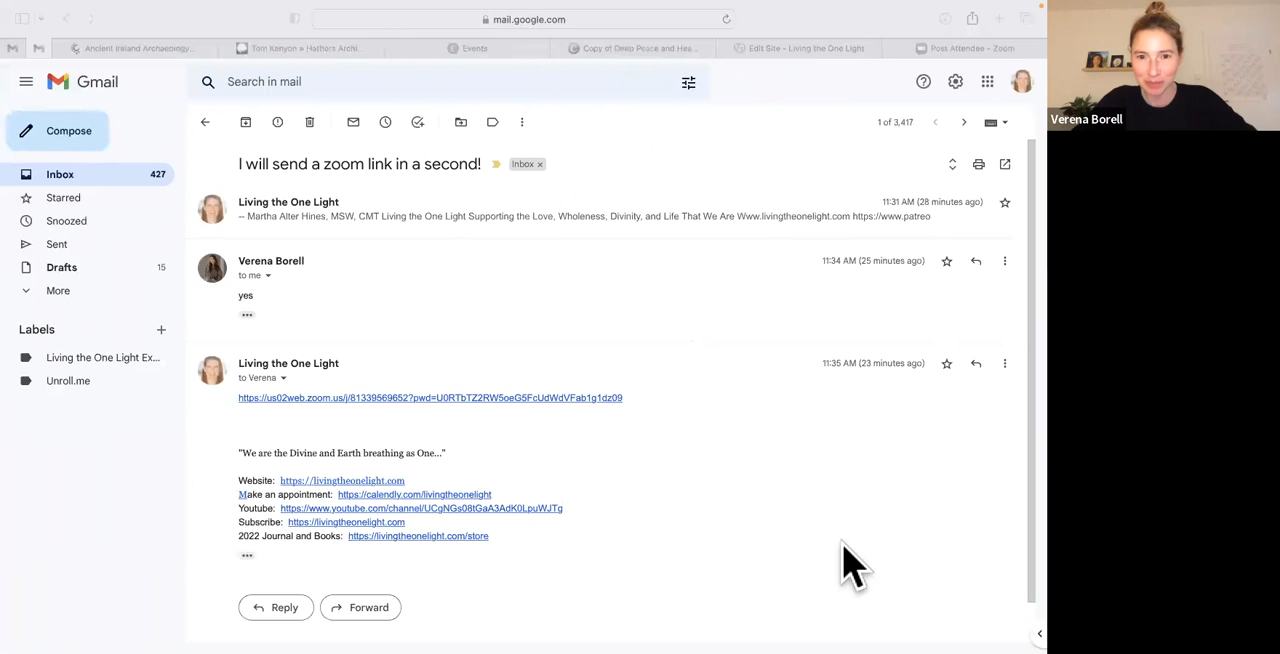 mail.google.com
Ancient Ireland Archaeology...
Tom Kenyon » Hathors Archi...
Events
Copy of Deep Peace and Hea...
Edit Site - Living the One Light
Post Attendee - Zoom
Gmail
Search in mail
Compose
1 of 3,417
Inbox 427
Starred
Snoozed
Sent
Drafts 15
More
Labels
Living the One Light Ex...
Unroll.me
I will send a zoom link in a second!
Inbox ×
Living the One Light
11:31 AM (28 minutes ago)
-- Martha Alter Hines, MSW, CMT Living the One Light Supporting the Love, Wholeness, Divinity, and Life That We Are Www.livingtheonelight.com https://www.patreo
Verena Borell
11:34 AM (25 minutes ago)
to me
yes
Living the One Light
11:35 AM (23 minutes ago)
to Verena
https://us02web.zoom.us/j/81339569652?pwd=U0RTbTZ2RW5oeG5FcUdWdVFab1g1dz09
"We are the Divine and Earth breathing as One..."
Website: https://livingtheonelight.com
Make an appointment: https://calendly.com/livingtheonelight
Youtube: https://www.youtube.com/channel/UCgNGs08tGaA3AdK0LpuWJTg
Subscribe: https://livingtheonelight.com
2022 Journal and Books: https://livingtheonelight.com/store
Reply
Forward
Verena Borell